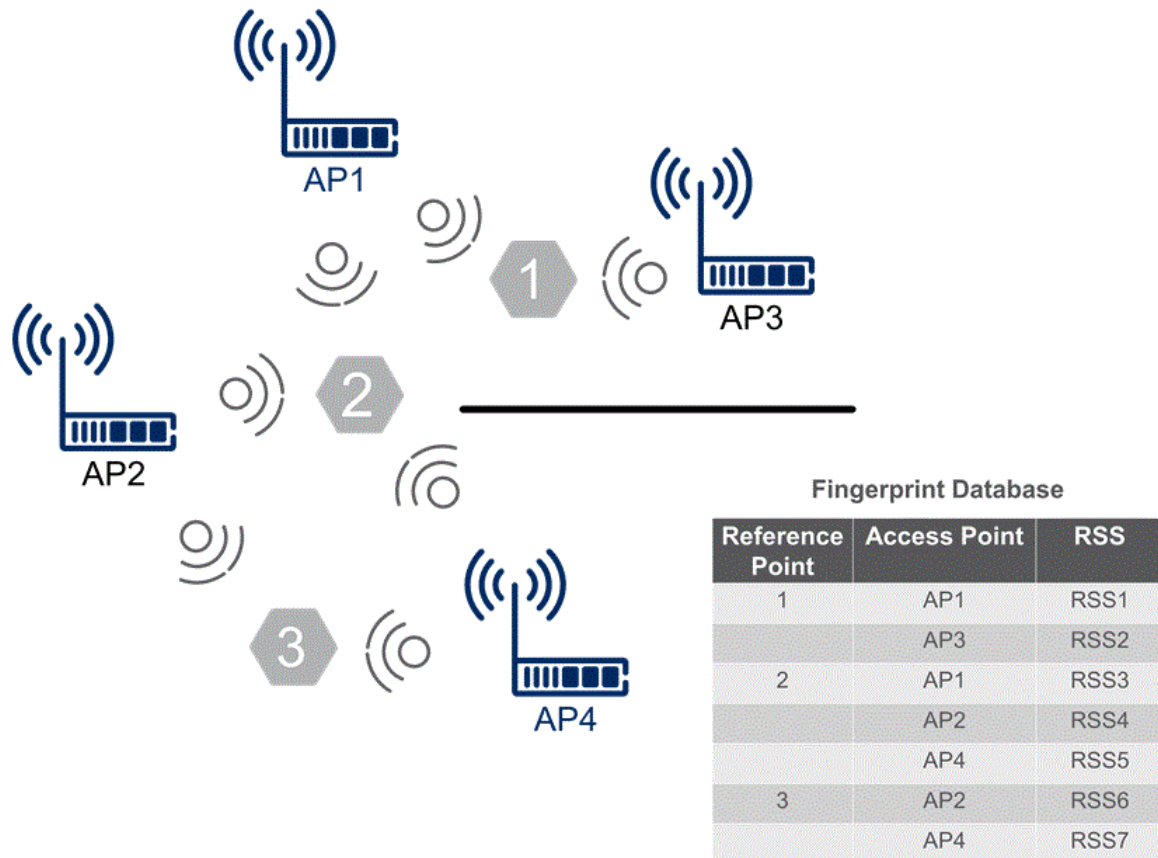 AP1
1
AP3
2
AP2
3
AP4
Fingerprint Database
Reference Point Access Point RSS
1 AP1 RSS1
AP3 RSS2
2 AP1 RSS3
AP2 RSS4
AP4 RSS5
3 AP2 RSS6
AP4 RSS7